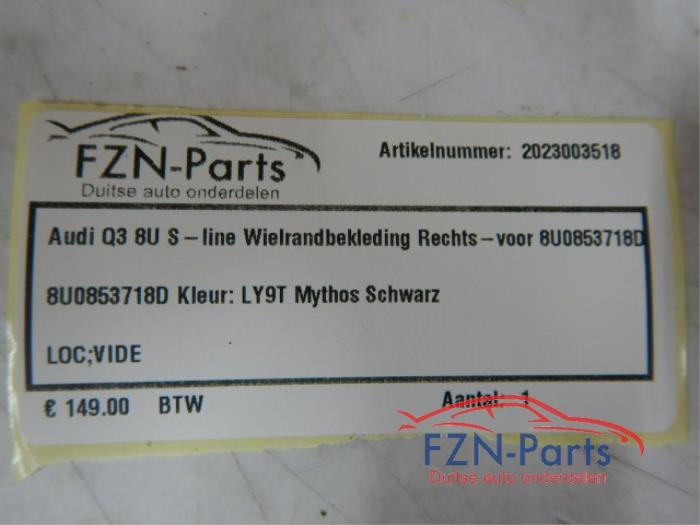 FZN-Parts
Duitse auto onderdelen
Artikelnummer: 2023003518
Audi Q3 8U S-line Wielrandbekleding Rechts-voor 8U0853718D
8U0853718D Kleur: LY9T Mythos Schwarz
LOC;VIDE
€ 149.00 BTW
Aantal: 1
FZN-Parts
Duitse auto onderdelen